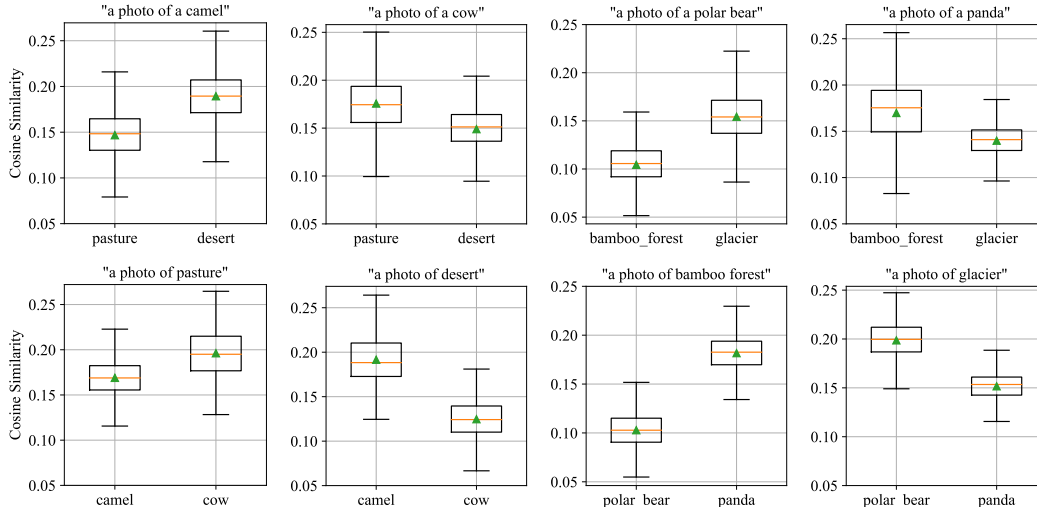 "a photo of a camel"
Cosine Similarity
0.25
0.20
0.15
0.10
0.05
pasture
desert
"a photo of a cow"
0.25
0.20
0.15
0.10
0.05
pasture
desert
"a photo of a polar bear"
0.25
0.20
0.15
0.10
0.05
bamboo_forest
glacier
"a photo of a panda"
0.25
0.20
0.15
0.10
0.05
bamboo_forest
glacier
"a photo of pasture"
Cosine Similarity
0.25
0.20
0.15
0.10
0.05
camel
cow
"a photo of desert"
0.30
0.25
0.20
0.15
0.10
0.05
camel
cow
"a photo of bamboo forest"
0.25
0.20
0.15
0.10
0.05
polar_bear
panda
"a photo of glacier"
0.25
0.20
0.15
0.10
0.05
polar_bear
panda